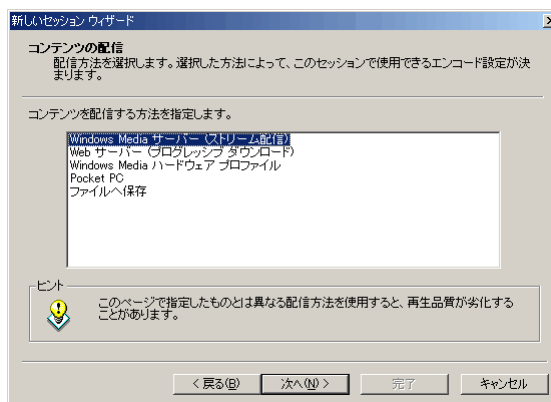 新しいセッション ウィザード
コンテンツの配信
配信方法を選択します。選択した方法によって、このセッションで使用できるエンコード設定が決
まります。
コンテンツを配信する方法を指定します。
Windows Media サーバー (ストリーム配信)
Web サーバー (プログレッシブ ダウンロード)
Windows Media ハードウェア プロファイル
Pocket PC
ファイルへ保存
ヒント
このページで指定したものとは異なる配信方法を使用すると、再生品質が劣化する
ことがあります。
< 戻る(B) 次へ(N) > 完了 キャンセル